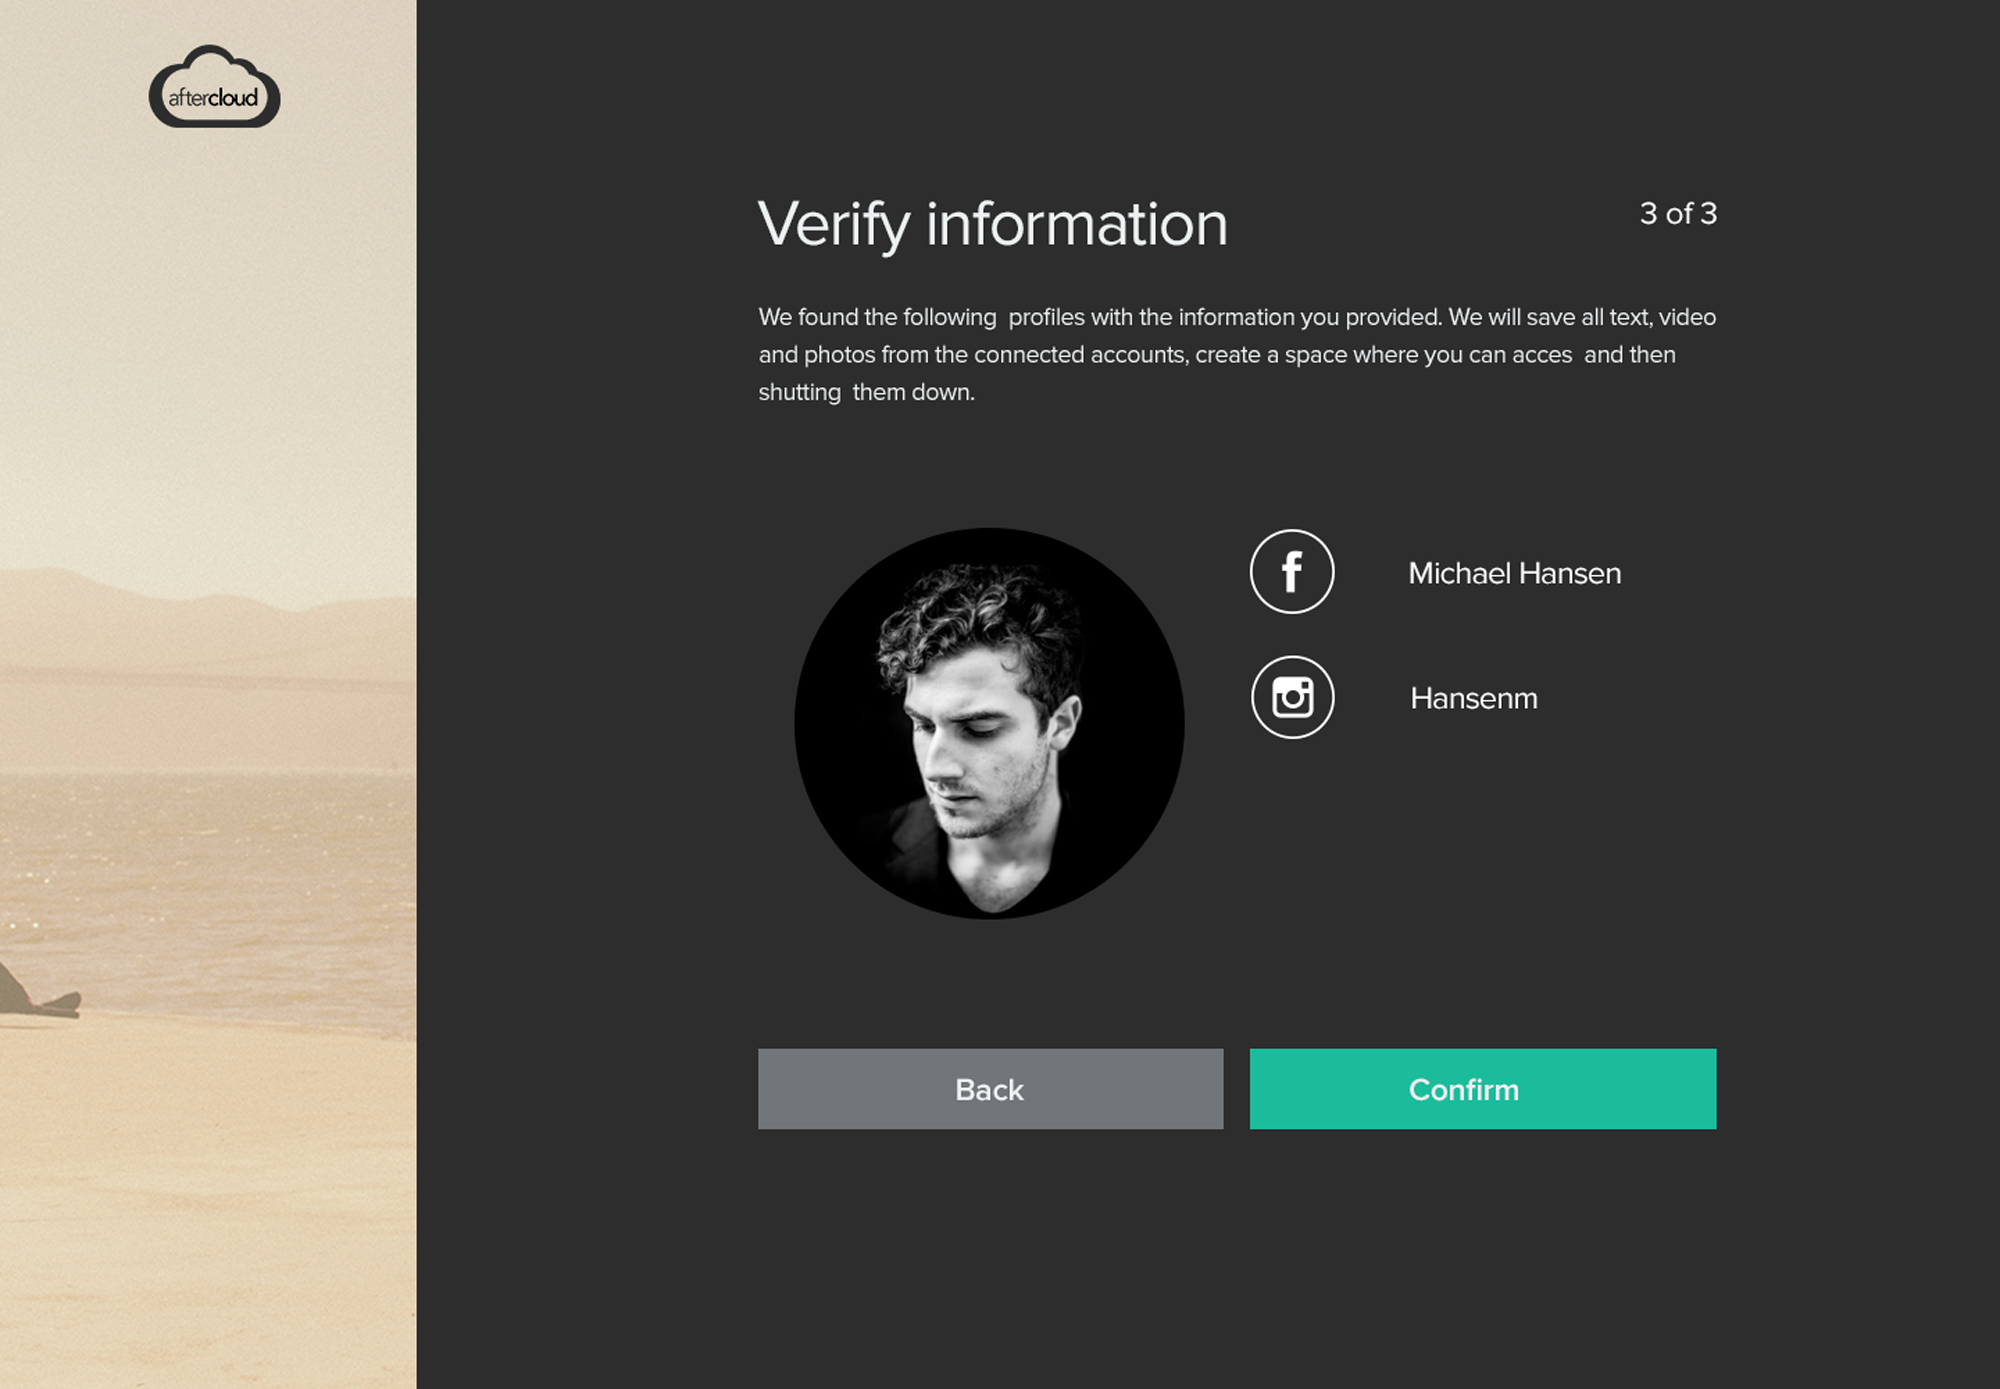 aftercloud
Verify information
3 of 3
We found the following  profiles with the information you provided. We will save all text, video
and photos from the connected accounts, create a space where you can acces  and then
shutting  them down.
Michael Hansen
Hansenm
Back
Confirm